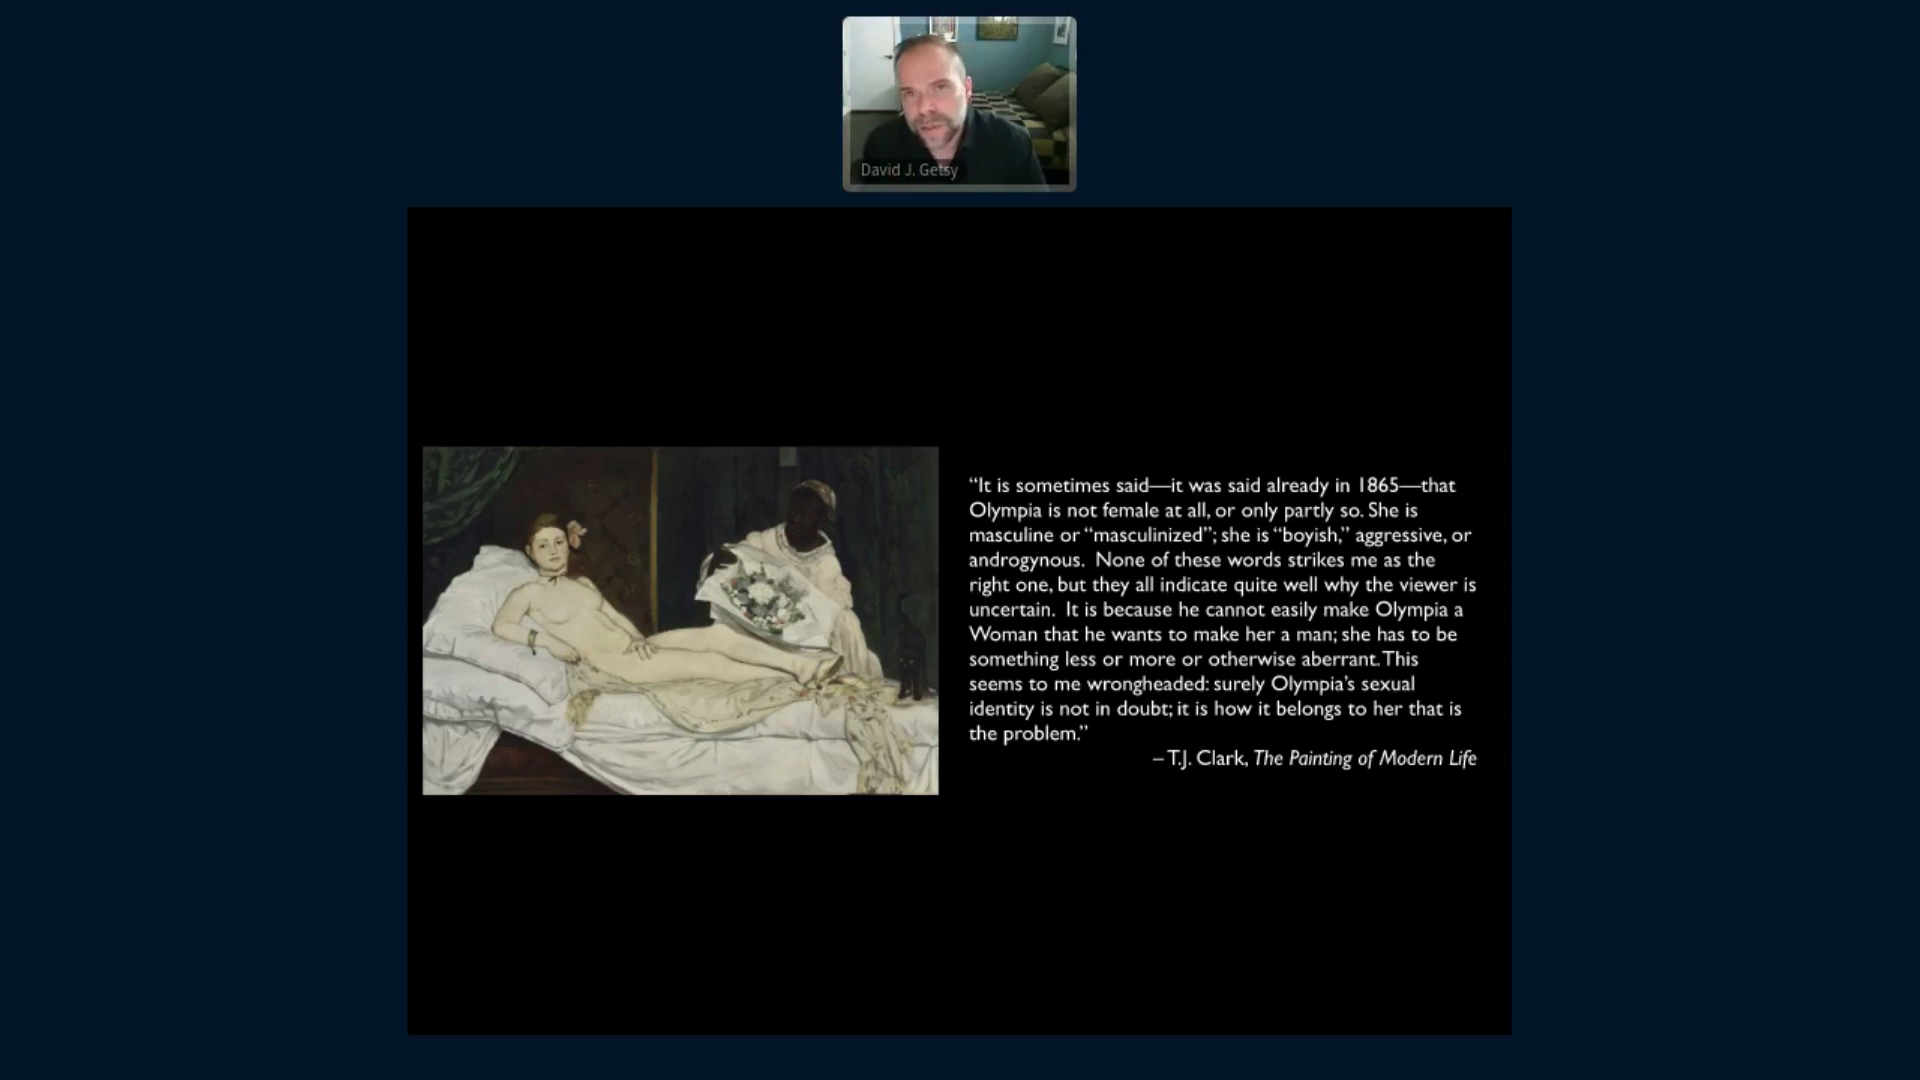 David J. Getsy
“It is sometimes said—it was said already in 1865—that
Olympia is not female at all, or only partly so. She is
masculine or “masculinized”; she is “boyish,” aggressive, or
androgynous.  None of these words strikes me as the
right one, but they all indicate quite well why the viewer is
uncertain.  It is because he cannot easily make Olympia a
Woman that he wants to make her a man; she has to be
something less or more or otherwise aberrant. This
seems to me wrongheaded: surely Olympia’s sexual
identity is not in doubt; it is how it belongs to her that is
the problem.”
– T.J. Clark, The Painting of Modern Life